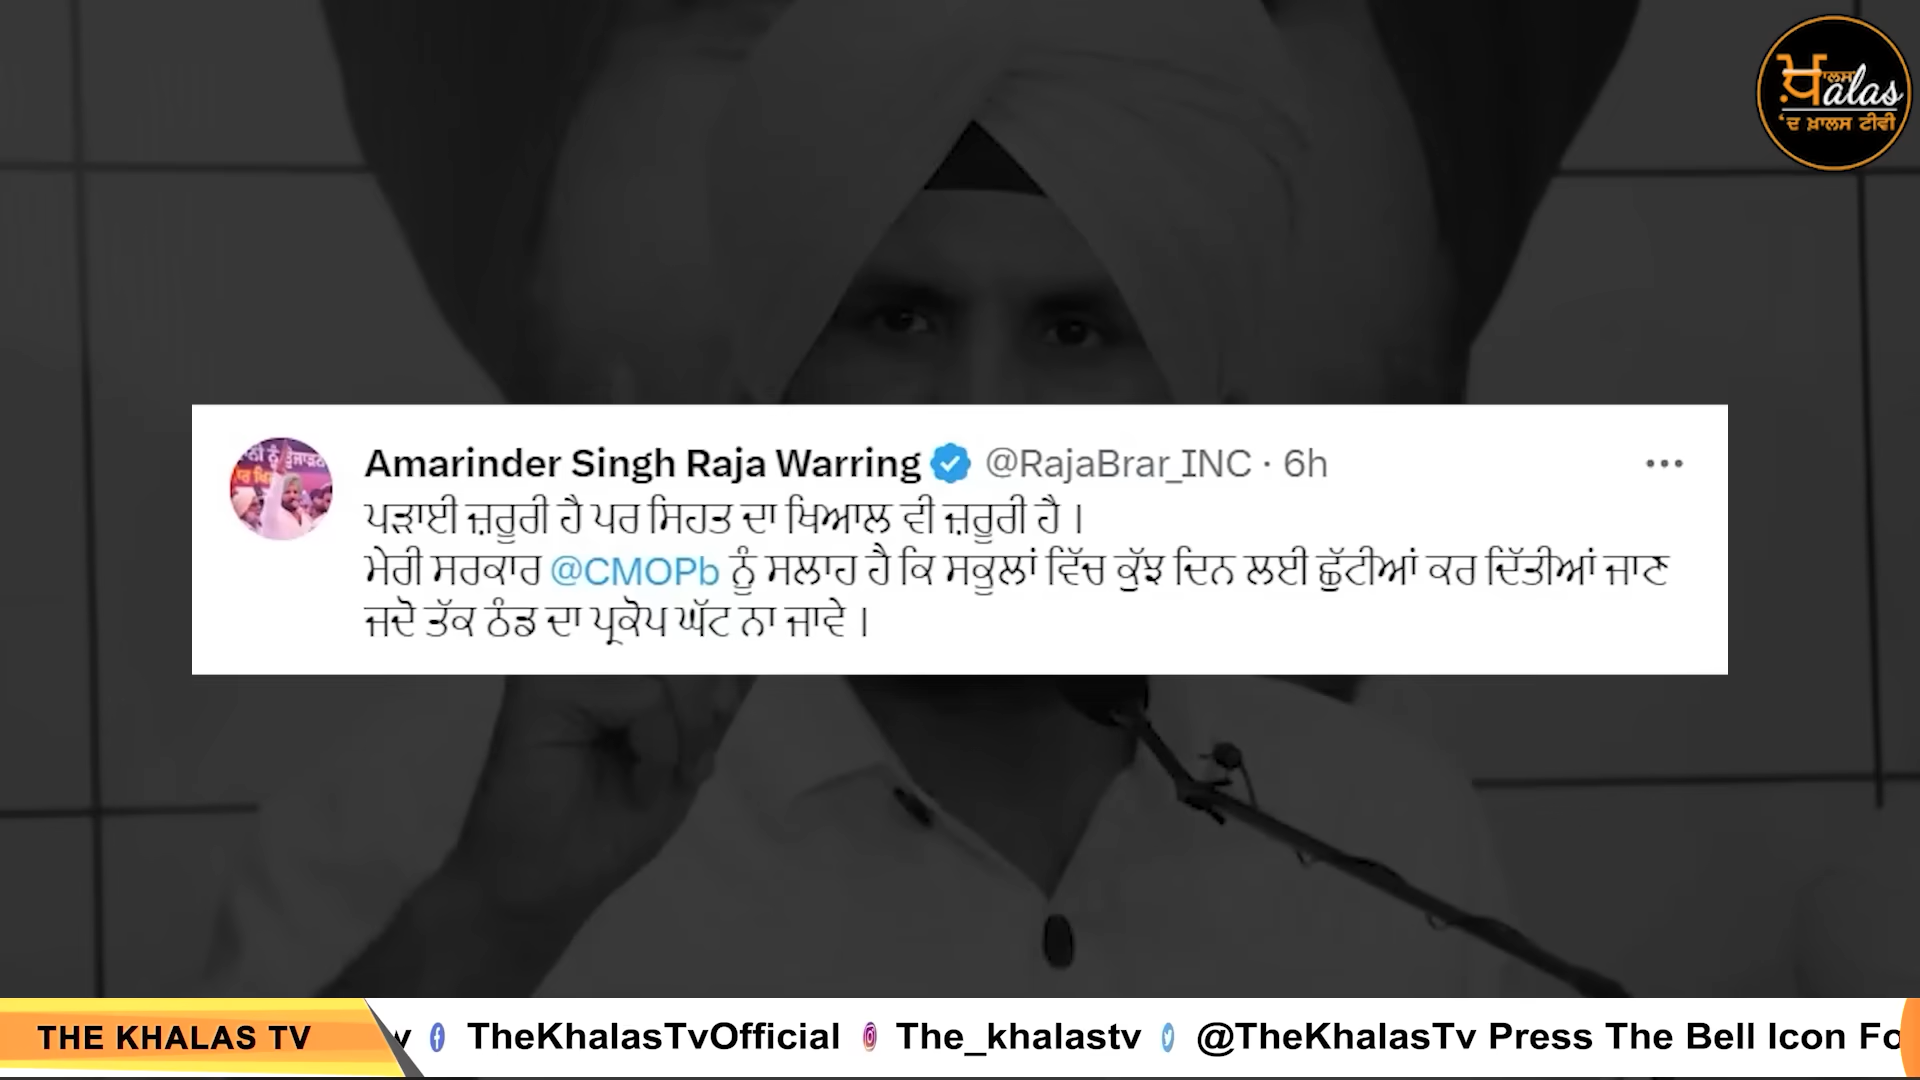 ਖ਼ਾਲਸ
alas
'ਦ ਖ਼ਾਲਸ ਟੀਵੀ
Amarinder Singh Raja Warring @RajaBrar_INC · 6h
ਪੜਾਈ ਜ਼ਰੂਰੀ ਹੈ ਪਰ ਸਿਹਤ ਦਾ ਖਿਆਲ ਵੀ ਜ਼ਰੂਰੀ ਹੈ ।
ਮੇਰੀ ਸਰਕਾਰ @CMOPb ਨੂੰ ਸਲਾਹ ਹੈ ਕਿ ਸਕੂਲਾਂ ਵਿੱਚ ਕੁੱਝ ਦਿਨ ਲਈ ਛੁੱਟੀਆਂ ਕਰ ਦਿੱਤੀਆਂ ਜਾਣ
ਜਦੋ ਤੱਕ ਠੰਡ ਦਾ ਪ੍ਰਕੋਪ ਘੱਟ ਨਾ ਜਾਵੇ ।
THE KHALAS TV v TheKhalasTvOfficial The_khalastv @TheKhalasTv Press The Bell Icon Fo